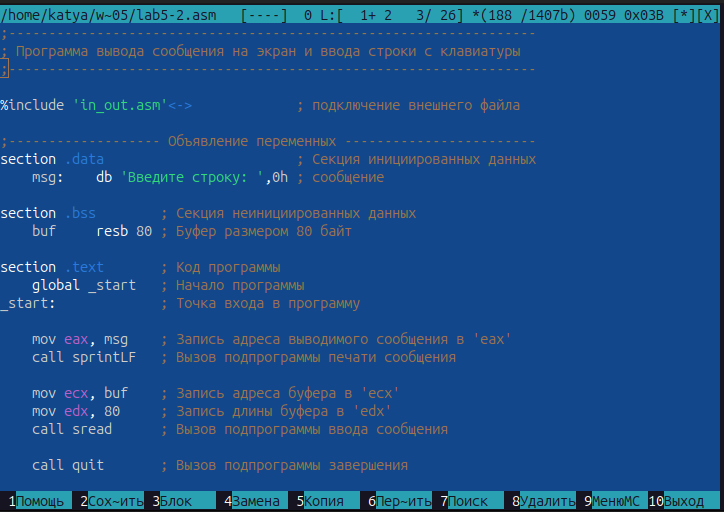 /home/katya/w~05/lab5-2.asm   [----]  0 L:[  1+ 2   3/ 26] *(188 /1407b) 0059 0x03B [*][X]
;------------------------------------------------------------------
; Программа вывода сообщения на экран и ввода строки с клавиатуры
;------------------------------------------------------------------
%include 'in_out.asm'<->                ; подключение внешнего файла
;------------------- Объявление переменных ------------------------
section .data                        ; Секция инициированных данных
    msg:    db 'Введите строку: ',0h ; сообщение
section .bss        ; Секция неинициированных данных
    buf     resb 80 ; Буфер размером 80 байт
section .text       ; Код программы
    global _start   ; Начало программы
_start:             ; Точка входа в программу
    mov eax, msg    ; Запись адреса выводимого сообщения в 'eax'
    call sprintLF   ; Вызов подпрограммы печати сообщения
    mov ecx, buf    ; Запись адреса буфера в 'ecx'
    mov edx, 80     ; Запись длины буфера в 'edx'
    call sread      ; Вызов подпрограммы ввода сообщения
    call quit       ; Вызов подпрограммы завершения
1Помощь 2Сох~ить 3Блок 4Замена 5Копия 6Пер~ить 7Поиск 8Удалить 9МенюМС 10Выход